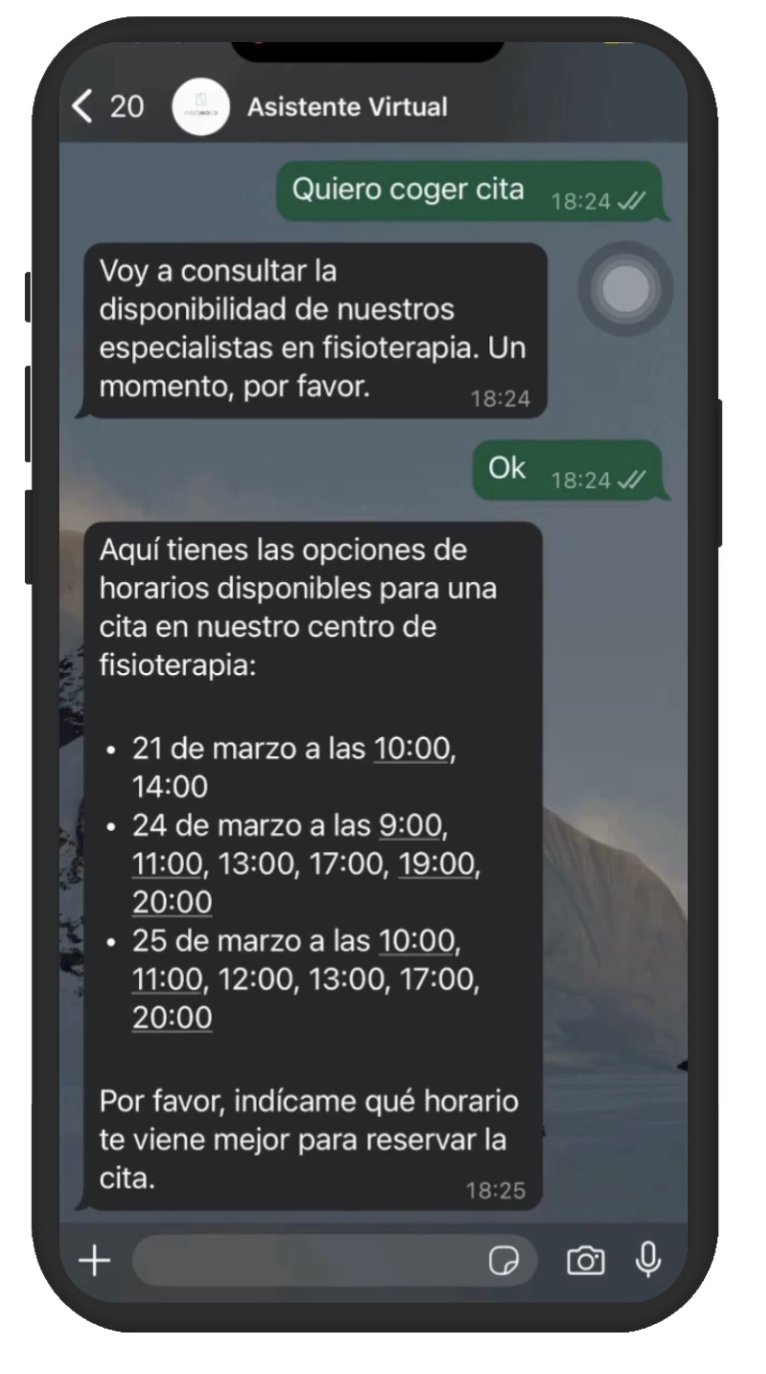 20 Asistente Virtual
Quiero coger cita 18:24
Voy a consultar la
disponibilidad de nuestros
especialistas en fisioterapia. Un
momento, por favor. 18:24
Ok 18:24
Aquí tienes las opciones de
horarios disponibles para una
cita en nuestro centro de
fisioterapia:
• 21 de marzo a las 10:00,
14:00
• 24 de marzo a las 9:00,
11:00, 13:00, 17:00, 19:00,
20:00
• 25 de marzo a las 10:00,
11:00, 12:00, 13:00, 17:00,
20:00
Por favor, indícame qué horario
te viene mejor para reservar la
cita. 18:25